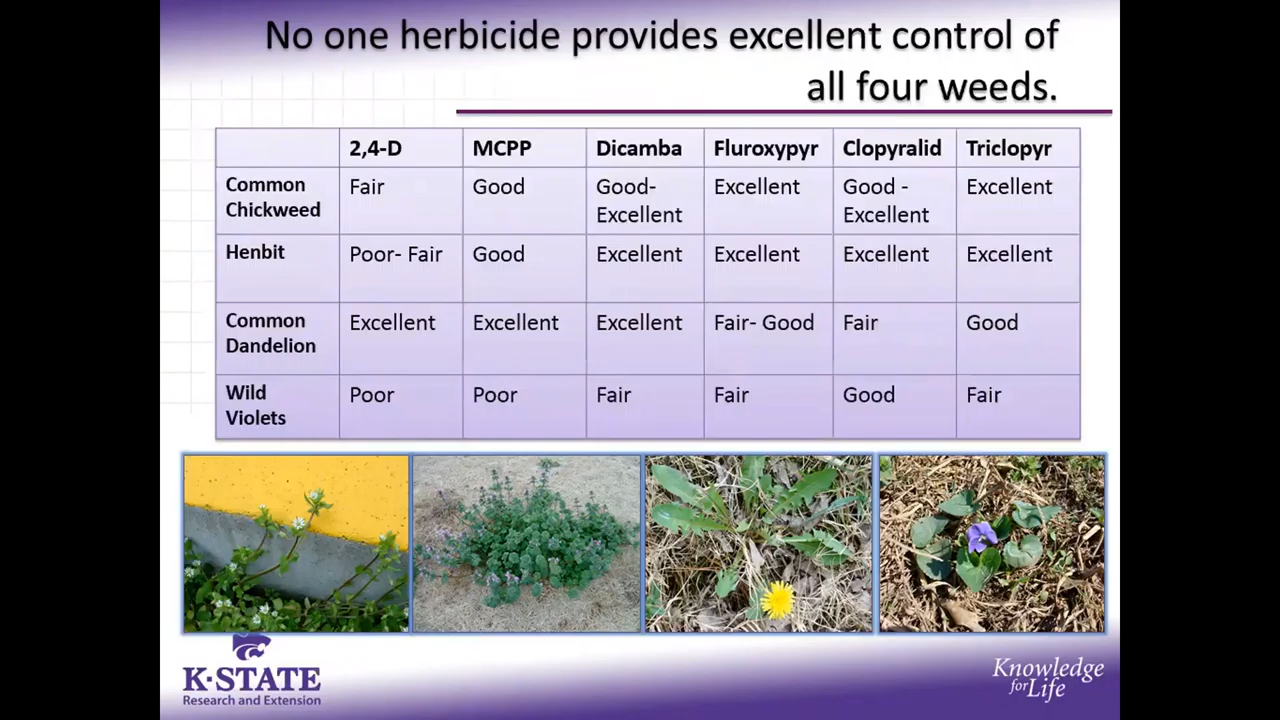 No one herbicide provides excellent control of
all four weeds.
2,4-D MCPP Dicamba Fluroxypyr Clopyralid Triclopyr
Common Chickweed Fair Good Good- Excellent Excellent Good - Excellent Excellent
Henbit Poor- Fair Good Excellent Excellent Excellent Excellent
Common Dandelion Excellent Excellent Excellent Fair- Good Fair Good
Wild Violets Poor Poor Fair Fair Good Fair
K-STATE
Research and Extension
Knowledge
for Life